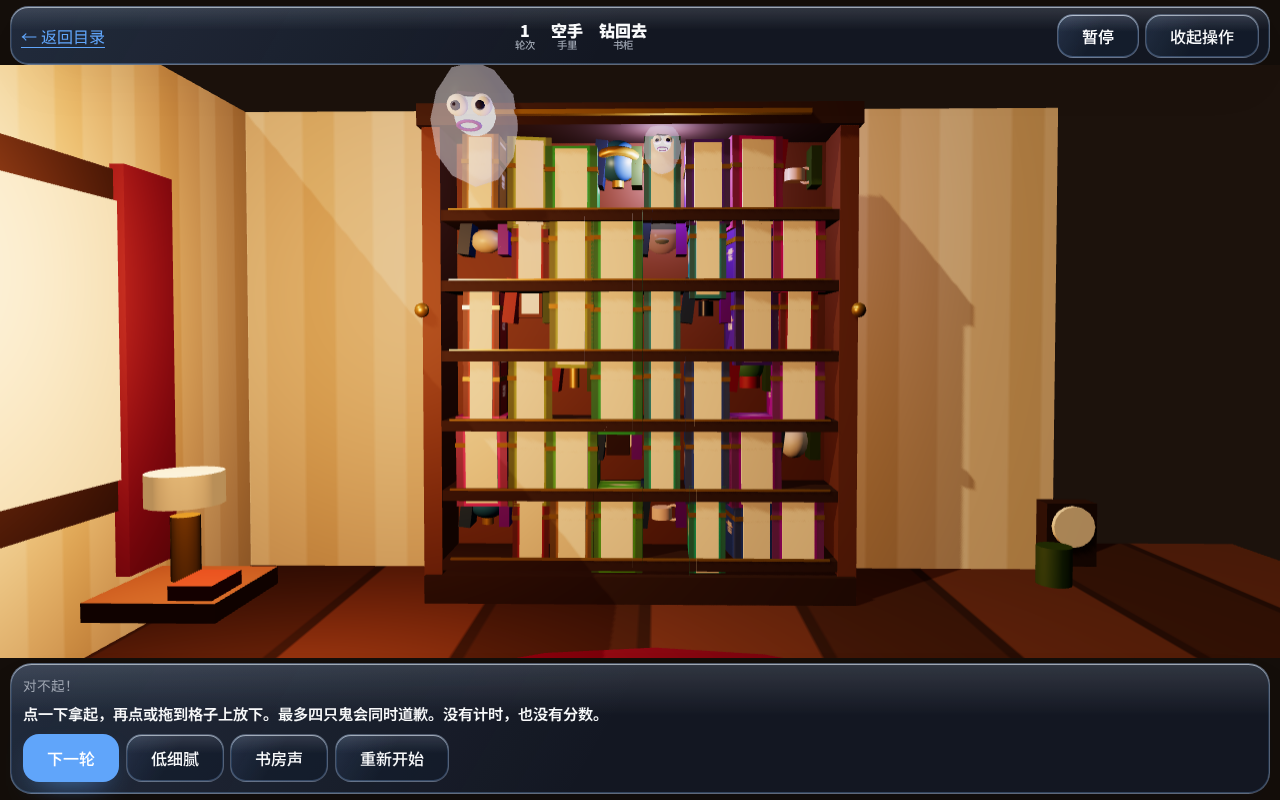 ← 返回目录
1 空手 钻回去
轮次 手里 书柜
暂停 收起操作
对不起！
点一下拿起，再点或拖到格子上放下。最多四只鬼会同时道歉。没有计时，也没有分数。
下一轮 低细腻 书房声 重新开始